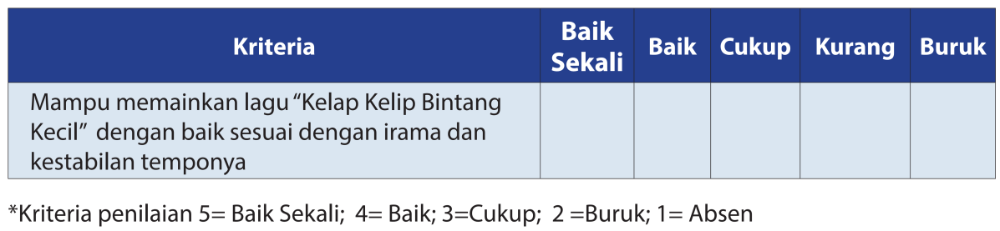 Kriteria Baik Sekali Baik Cukup Kurang Buruk
Mampu memainkan lagu “Kelap Kelip Bintang
Kecil” dengan baik sesuai dengan irama dan
kestabilan temponya
*Kriteria penilaian 5= Baik Sekali; 4= Baik; 3=Cukup; 2 =Buruk; 1= Absen